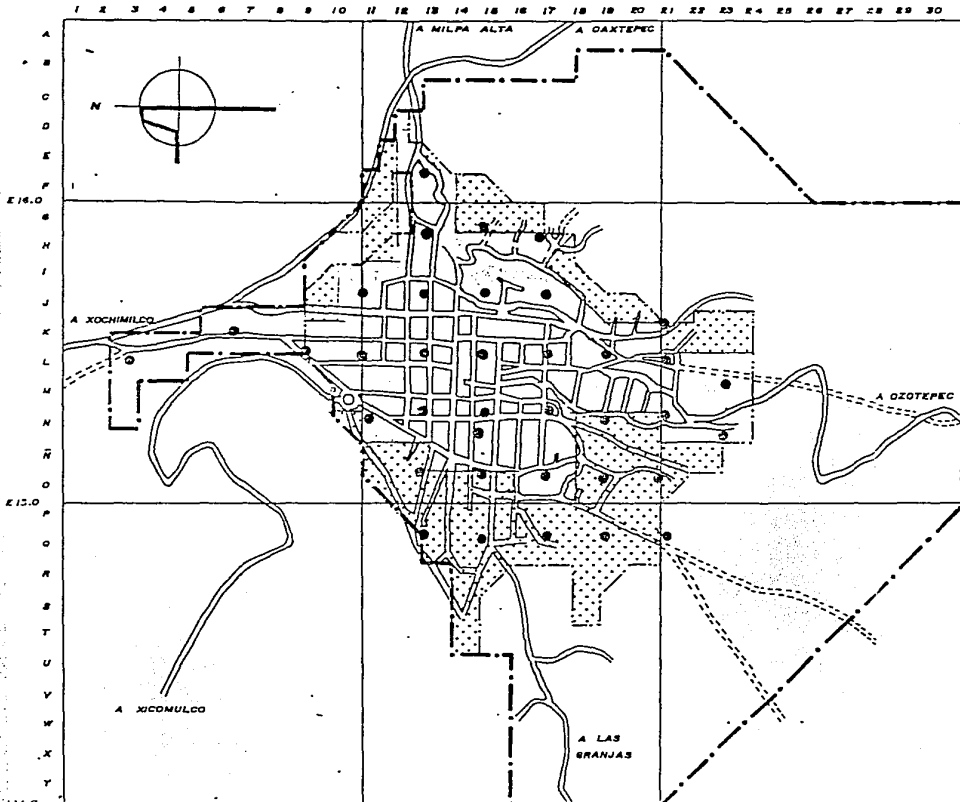 1 2 3 4 5 6 7 8 9 10 11 12 13 14 15 16 17 18 19 20 21 22 23 24 25 26 27 28 29 30
A MILPA ALTA
A OAXTEPEC
A
B
C
N
D
E
F
E16.0
G
H
I
J
A XOCHIMILCO
K
L
M
A OZOTEPEC
N
Ñ
O
E15.0
P
Q
R
S
T
U
V
A XICOMULCO
W
A LAS
GRANJAS
X
Y